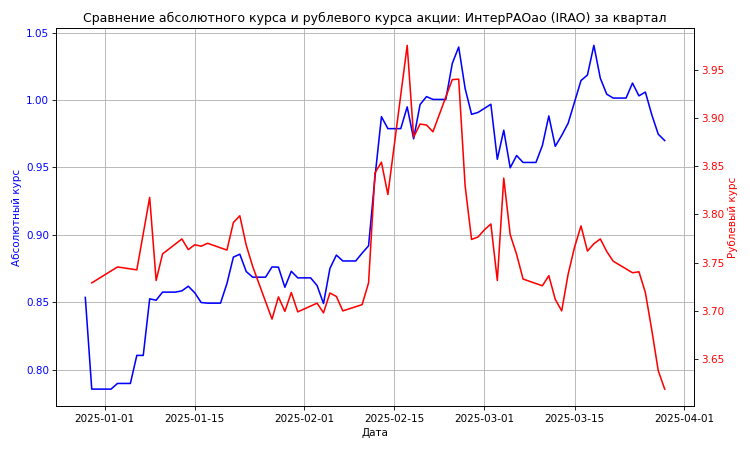 Сравнение абсолютного курса и рублевого курса акции: ИнтерРАОао (IRAO) за квартал
1.05
1.00
0.95
0.90
0.85
0.80
Абсолютный курс
3.95
3.90
3.85
3.80
3.75
3.70
3.65
Рублевый курс
2025-01-01 2025-01-15 2025-02-01 2025-02-15 2025-03-01 2025-03-15 2025-04-01
Дата